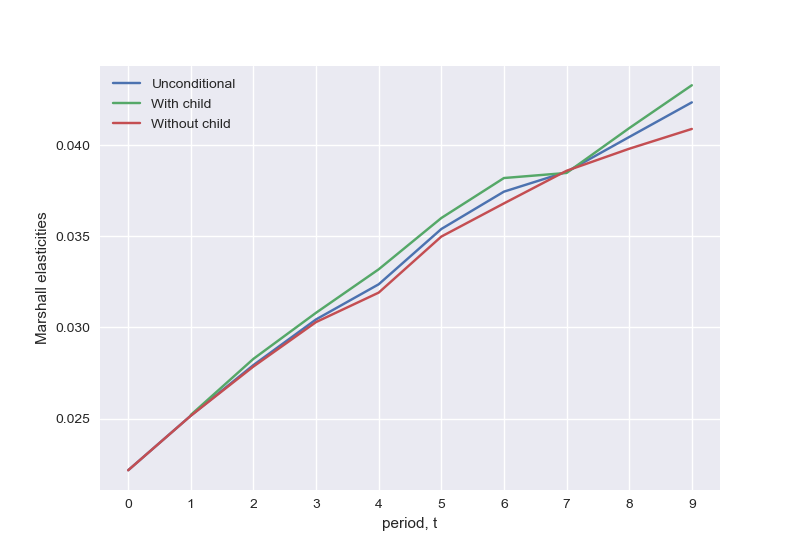 Unconditional
With child
Without child
Marshall elasticities
0.040
0.035
0.030
0.025
0 1 2 3 4 5 6 7 8 9
period, t